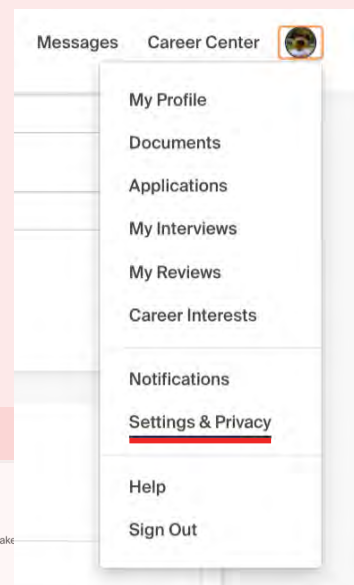 Messages Career Center
My Profile
Documents
Applications
My Interviews
My Reviews
Career Interests
Notifications
Settings & Privacy
Help
Sign Out
ake